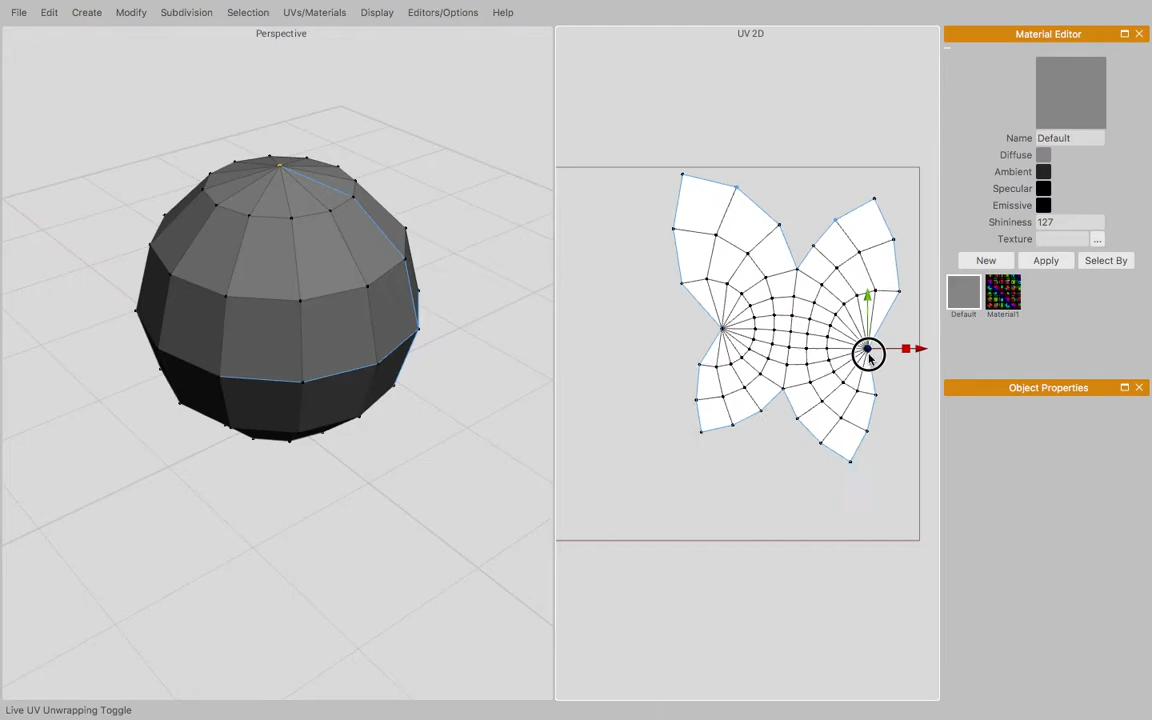 File Edit Create Modify Subdivision Selection UVs/Materials Display Editors/Options Help
Perspective
UV 2D
Material Editor
Name Default
Diffuse
Ambient
Specular
Emissive
Shininess 127
Texture ...
New Apply Select By
Default Material1
Object Properties
Live UV Unwrapping Toggle